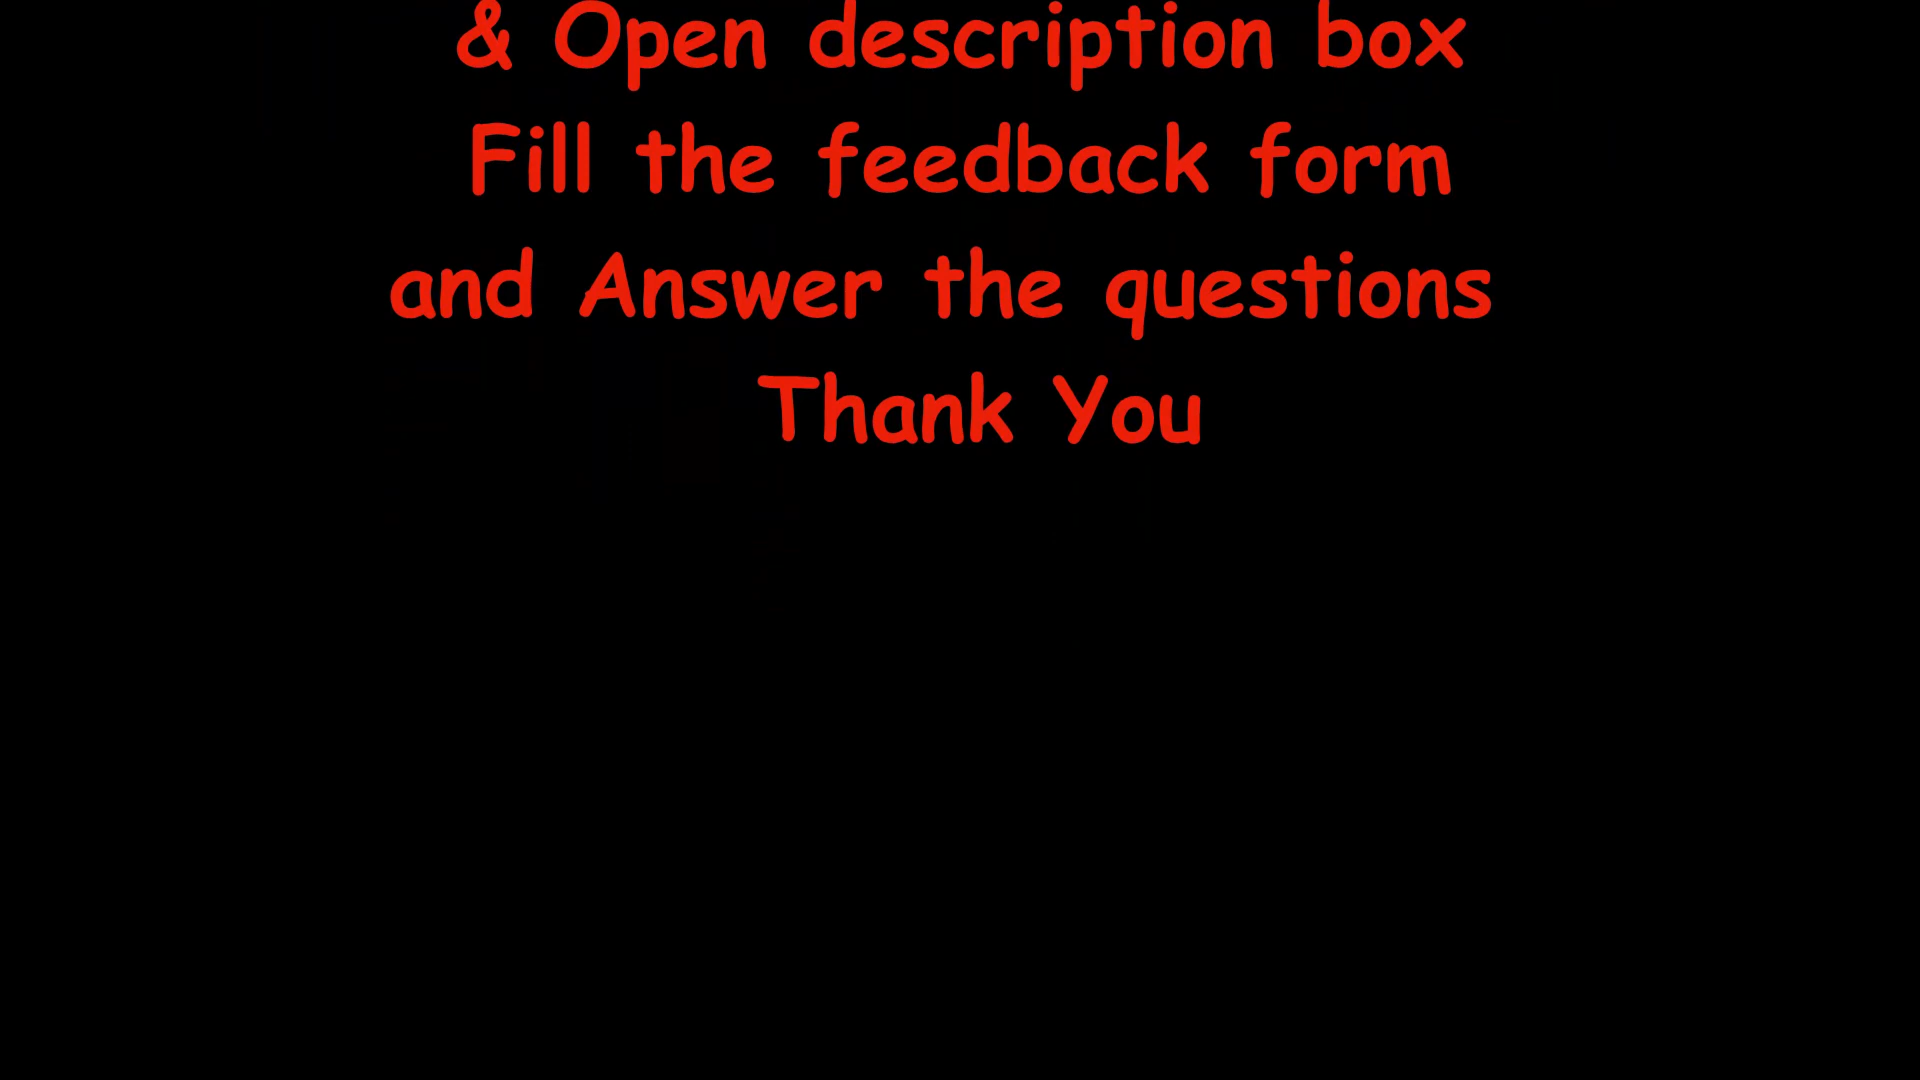 & Open description box
Fill the feedback form
and Answer the questions
Thank You